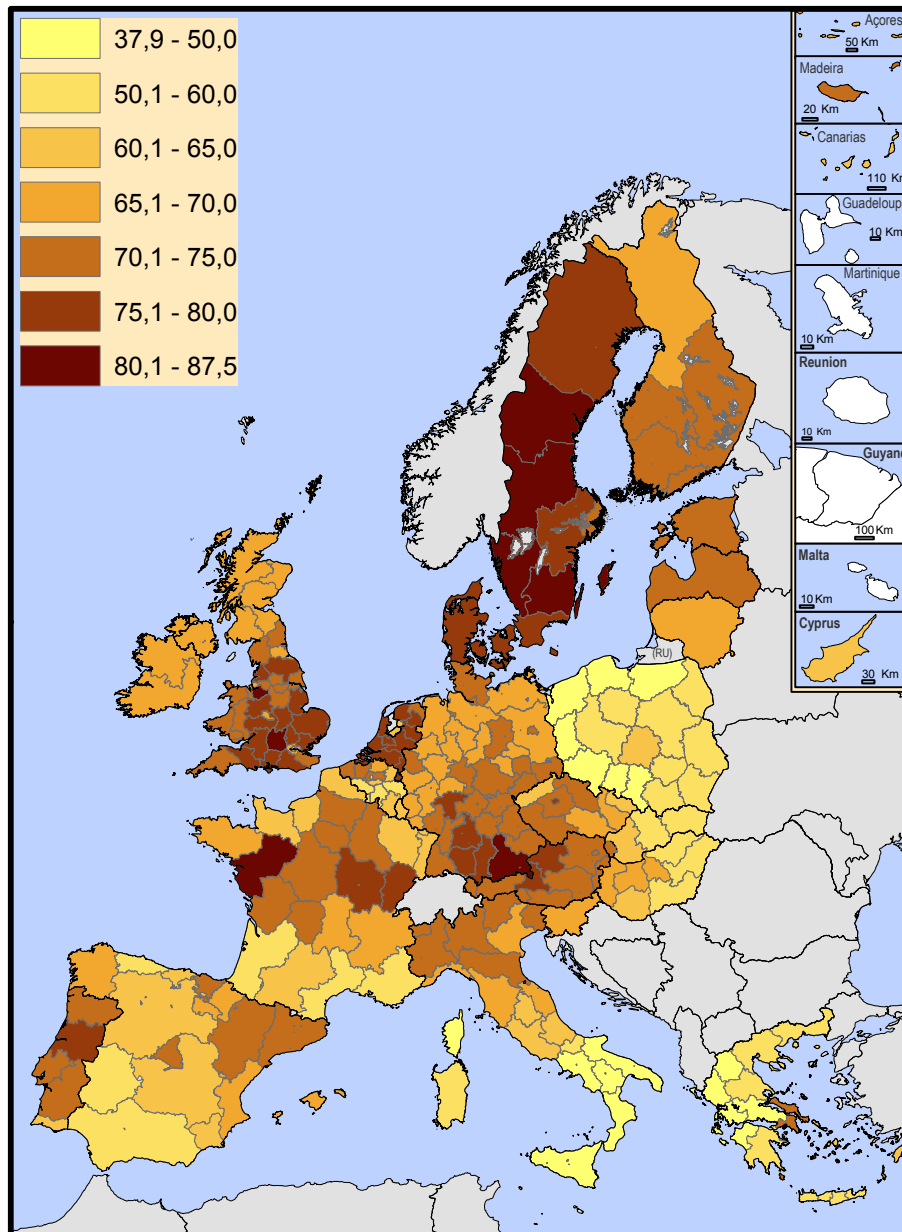 37,9 - 50,0
50,1 - 60,0
60,1 - 65,0
65,1 - 70,0
70,1 - 75,0
75,1 - 80,0
80,1 - 87,5
Açores
50 Km
Madeira
20 Km
Canarias
110 Km
Guadeloup
10 Km
Martinique
10 Km
Reunion
10 Km
Guyane
100 Km
Malta
10 Km
Cyprus
30 Km
(RU)